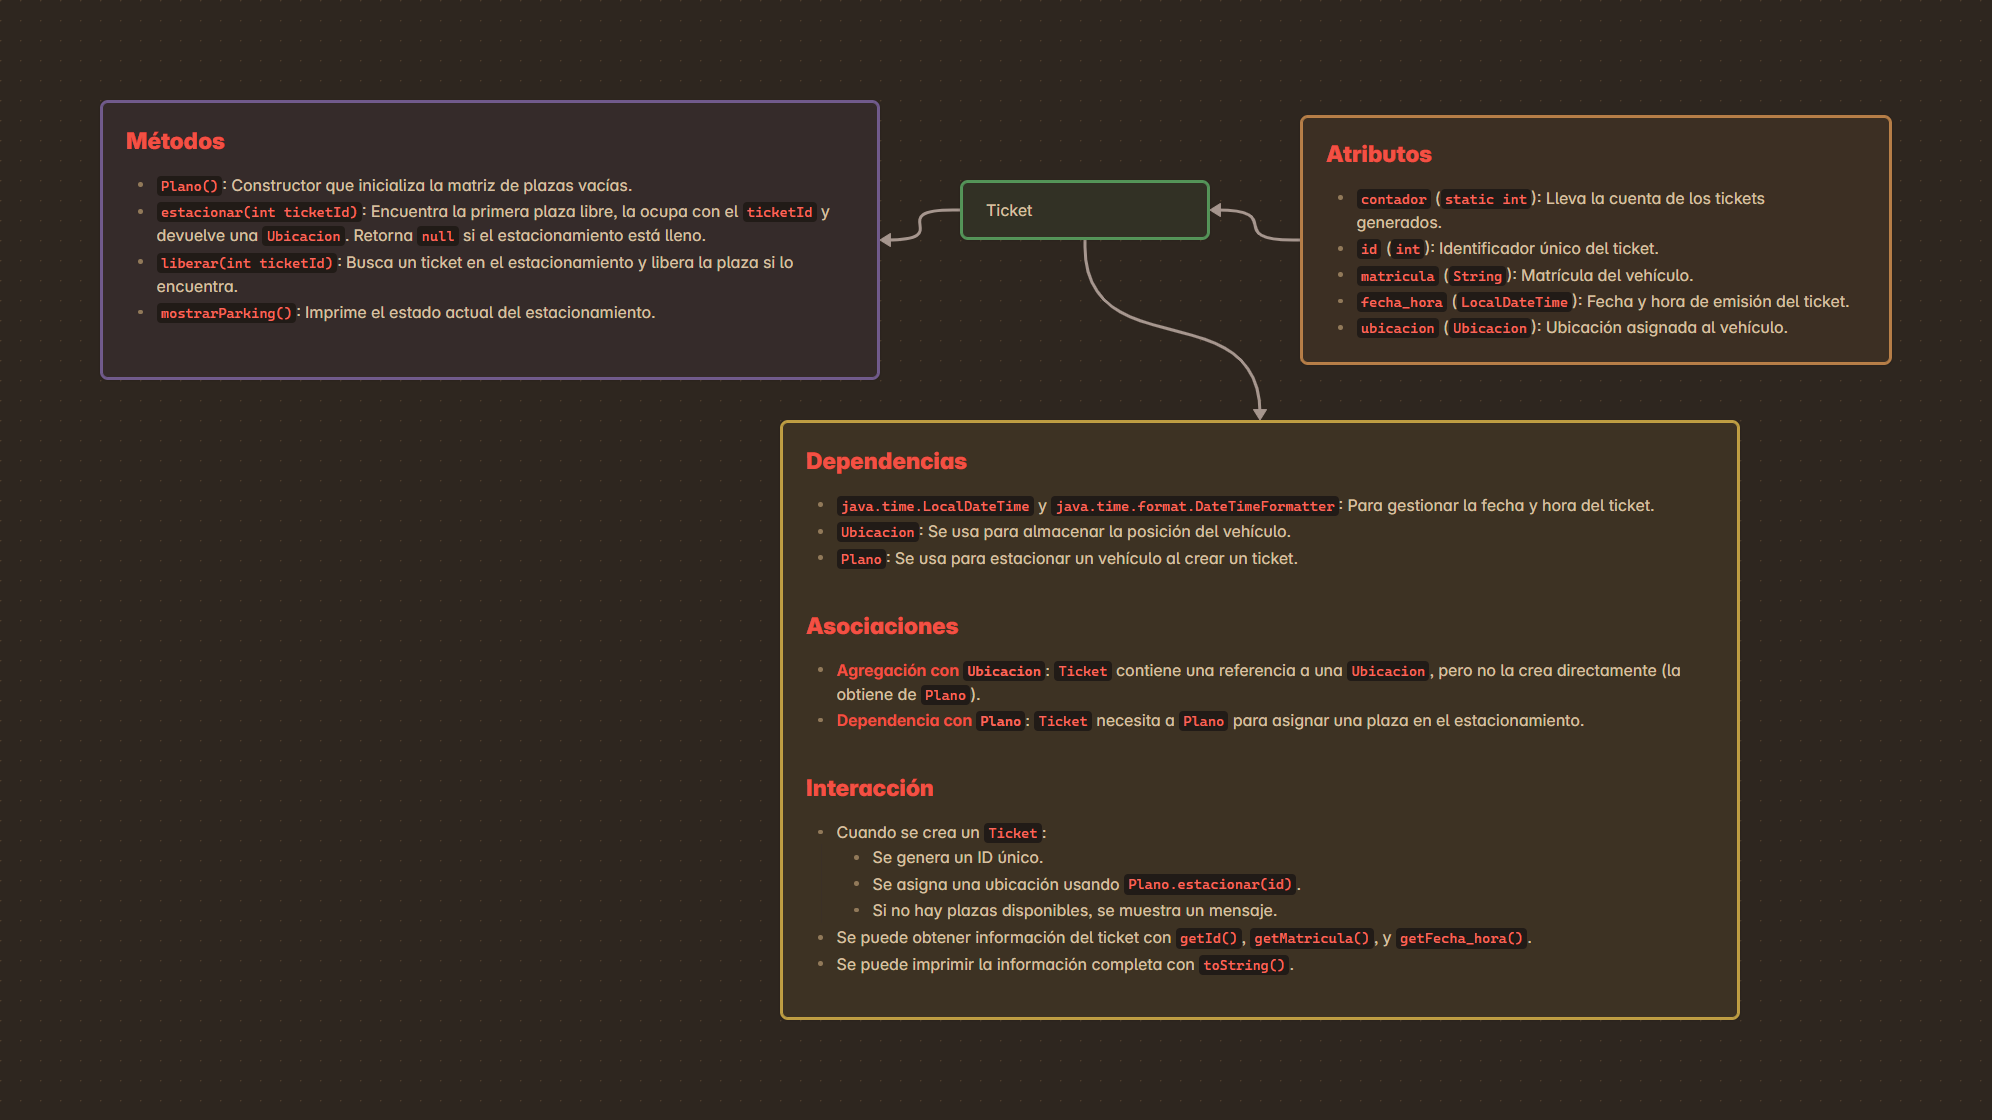 Métodos
Plano(): Constructor que inicializa la matriz de plazas vacías.
estacionar(int ticketId): Encuentra la primera plaza libre, la ocupa con el ticketId y
devuelve una Ubicacion. Retorna null si el estacionamiento está lleno.
liberar(int ticketId): Busca un ticket en el estacionamiento y libera la plaza si lo
encuentra.
mostrarParking(): Imprime el estado actual del estacionamiento.
Ticket
Atributos
contador (static int): Lleva la cuenta de los tickets
generados.
id (int): Identificador único del ticket.
matricula (String): Matrícula del vehículo.
fecha_hora (LocalDateTime): Fecha y hora de emisión del ticket.
ubicacion (Ubicacion): Ubicación asignada al vehículo.
Dependencias
java.time.LocalDateTime y java.time.format.DateTimeFormatter: Para gestionar la fecha y hora del ticket.
Ubicacion: Se usa para almacenar la posición del vehículo.
Plano: Se usa para estacionar un vehículo al crear un ticket.
Asociaciones
Agregación con Ubicacion: Ticket contiene una referencia a una Ubicacion, pero no la crea directamente (la
obtiene de Plano).
Dependencia con Plano: Ticket necesita a Plano para asignar una plaza en el estacionamiento.
Interacción
Cuando se crea un Ticket:
Se genera un ID único.
Se asigna una ubicación usando Plano.estacionar(id).
Si no hay plazas disponibles, se muestra un mensaje.
Se puede obtener información del ticket con getId(), getMatricula(), y getFecha_hora().
Se puede imprimir la información completa con toString().